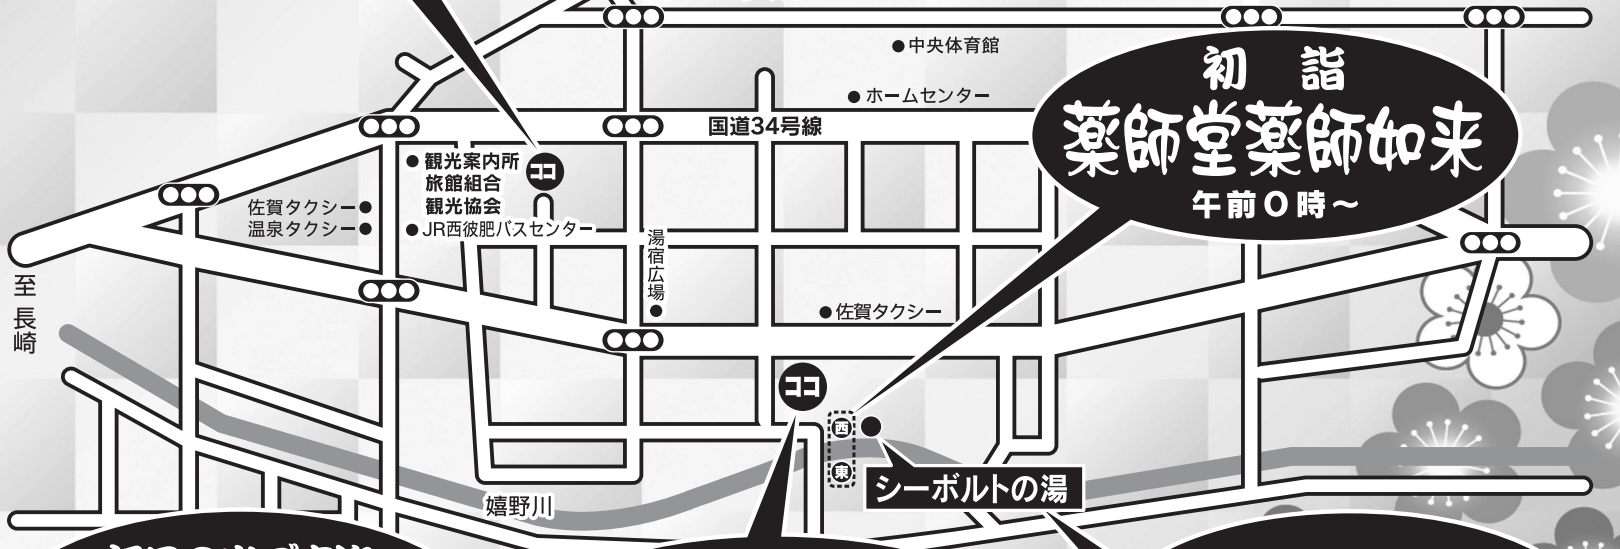 中央体育館
ホームセンター
国道34号線
初 詣
薬師堂薬師如来
午前0時～
観光案内所
旅館組合
観光協会
JR西彼肥バスセンター
ココ
佐賀タクシー
温泉タクシー
湯宿広場
佐賀タクシー
至 長崎
ココ
西
東
シーボルトの湯
嬉野川